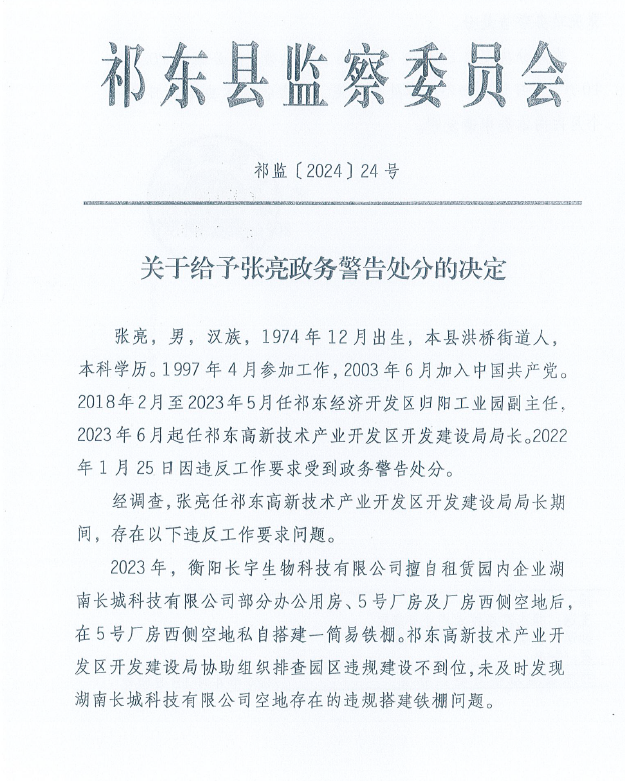 祁东县监察委员会
祁监〔2024〕24号
关于给予张亮政务警告处分的决定
张亮，男，汉族，1974年12月出生，本县洪桥街道人，
本科学历。1997年4月参加工作，2003年6月加入中国共产党。
2018年2月至2023年5月任祁东经济开发区归阳工业园副主任，
2023年6月起任祁东高新技术产业开发区开发建设局局长。2022
年1月25日因违反工作要求受到政务警告处分。
经调查，张亮任祁东高新技术产业开发区开发建设局局长期
间，存在以下违反工作要求问题。
2023年，衡阳长宇生物科技有限公司擅自租赁园内企业湖
南长城科技有限公司部分办公用房、5号厂房及厂房西侧空地后，
在5号厂房西侧空地私自搭建一简易铁棚。祁东高新技术产业开
发区开发建设局协助组织排查园区违规建设不到位，未及时发现
湖南长城科技有限公司空地存在的违规搭建铁棚问题。